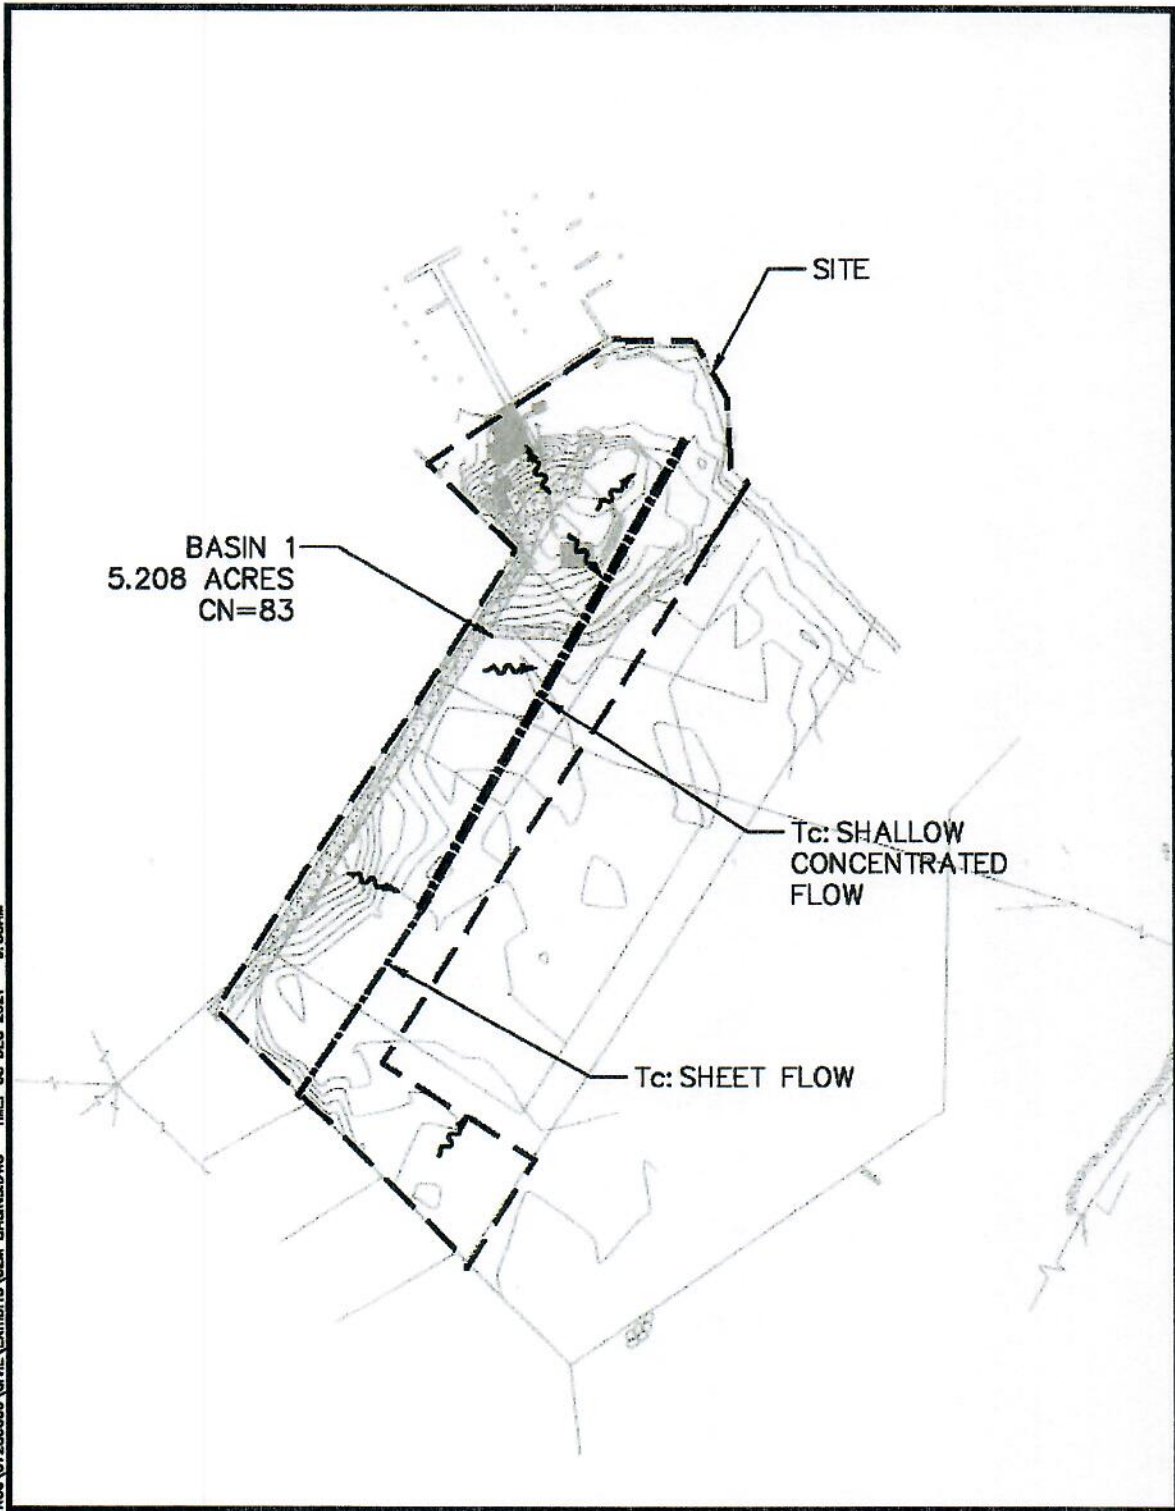 SITE
BASIN 1
5.208 ACRES
CN=83
Tc: SHALLOW
CONCENTRATED
FLOW
Tc: SHEET FLOW